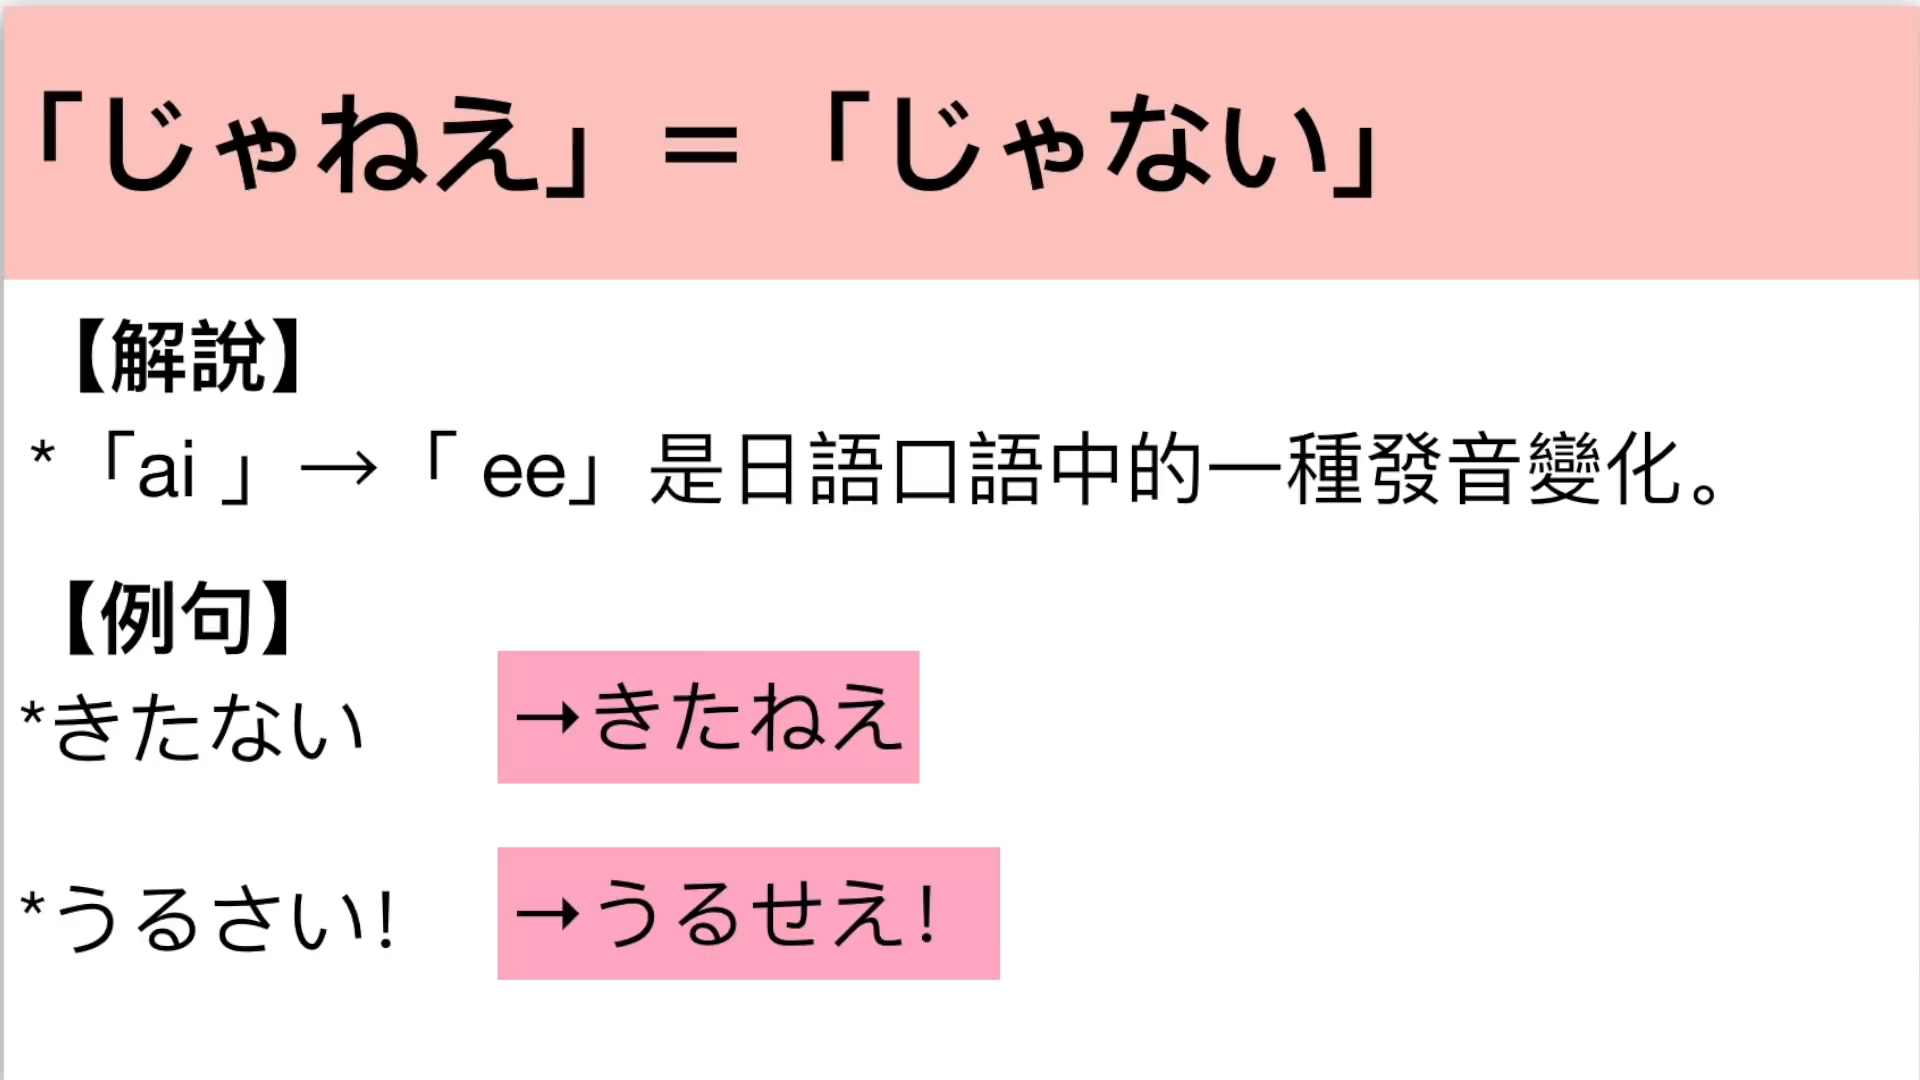 「じゃねえ」=「じゃない」
【解說】
*「ai 」→「 ee」是日語口語中的一種發音變化。
【例句】
*きたない →きたねえ
*うるさい! →うるせえ!